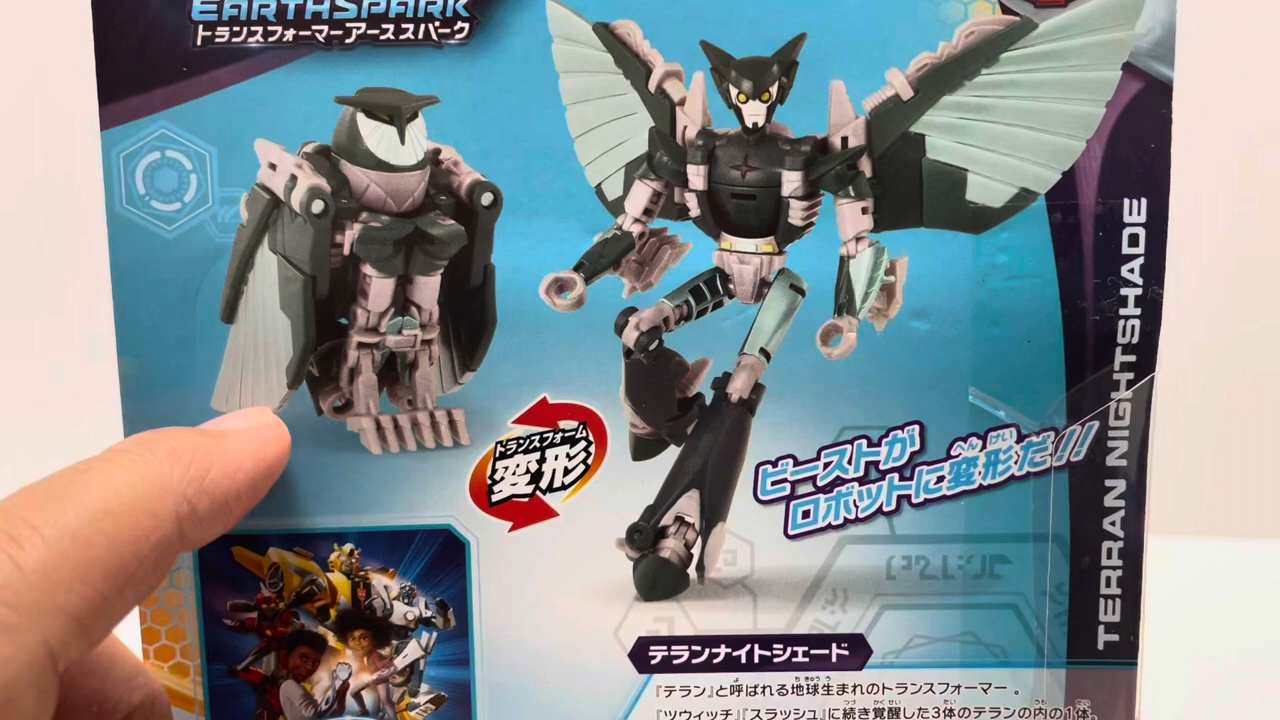 EARTHSPARK
トランスフォーマーアーススパーク
トランスフォーム
変形
ビーストが
ロボットに変形だ!!
へんけい
TERRAN NIGHTSHADE
テランナイトシェード
『テラン』と呼ばれる地球生まれのトランスフォーマー。
『ツウィッチ』『スラッシュ』に続き覚醒した3体のテランの内の1体。